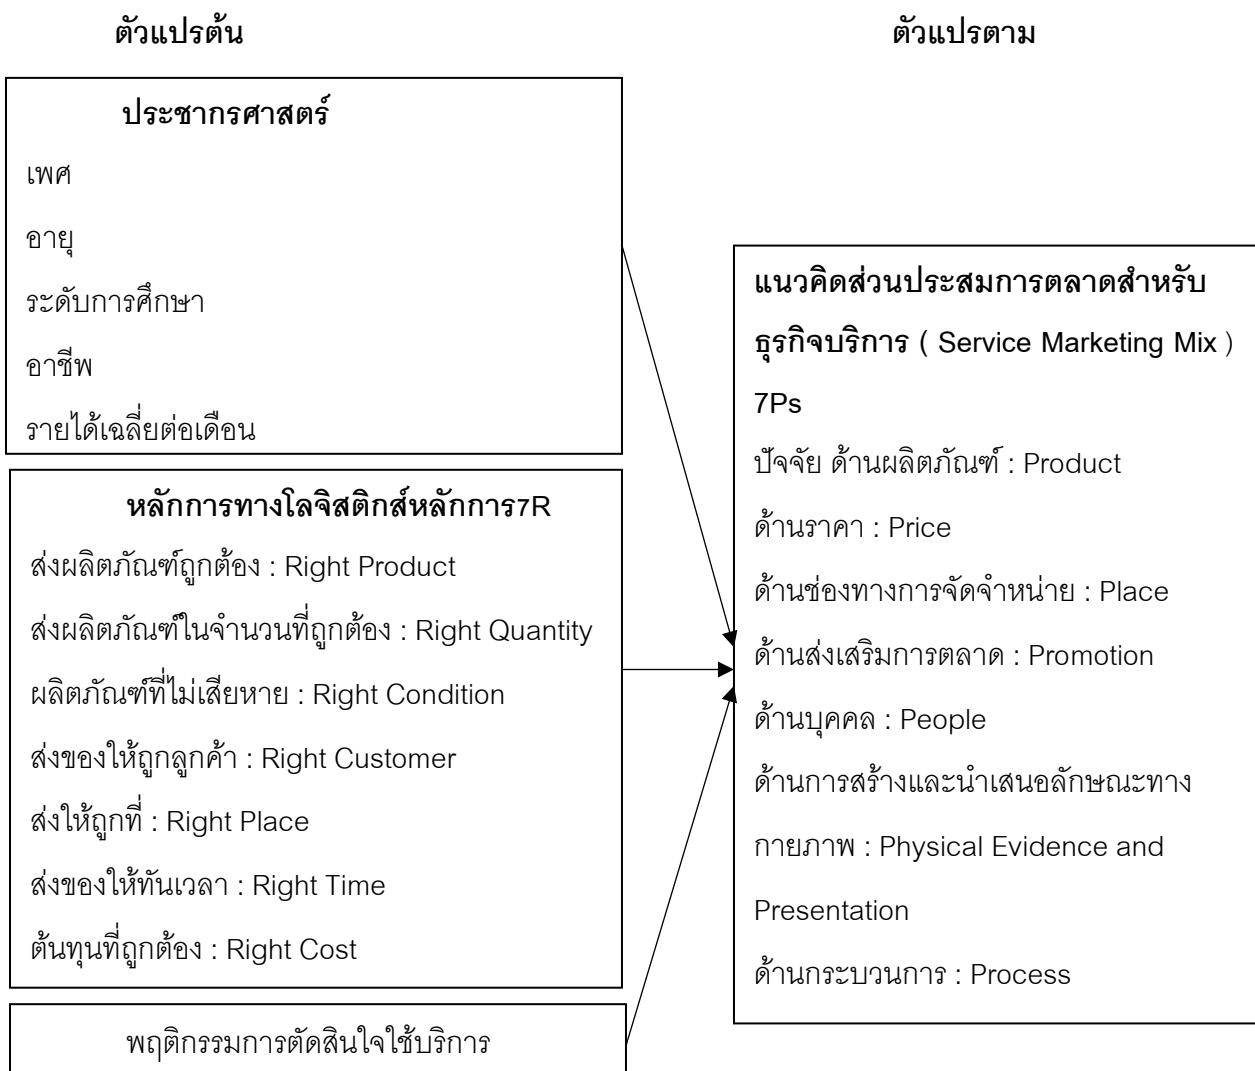 ตัวแปรต้น
ตัวแปรตาม
ประชากรศาสตร์
เพศ
อายุ
ระดับการศึกษา
อาชีพ
รายได้เฉลี่ยต่อเดือน
หลักการทางโลจิสติกส์หลักการ7R
ส่งผลิตภัณฑ์ถูกต้อง : Right Product
ส่งผลิตภัณฑ์ในจำนวนที่ถูกต้อง : Right Quantity
ผลิตภัณฑ์ที่ไม่เสียหาย : Right Condition
ส่งของให้ถูกลูกค้า : Right Customer
ส่งให้ถูกที่ : Right Place
ส่งของให้ทันเวลา : Right Time
ต้นทุนที่ถูกต้อง : Right Cost
พฤติกรรมการตัดสินใจใช้บริการ
แนวคิดส่วนประสมการตลาดสำหรับ
ธุรกิจบริการ ( Service Marketing Mix )
7Ps
ปัจจัย ด้านผลิตภัณฑ์ : Product
ด้านราคา : Price
ด้านช่องทางการจัดจำหน่าย : Place
ด้านส่งเสริมการตลาด : Promotion
ด้านบุคคล : People
ด้านการสร้างและนำเสนอลักษณะทาง
กายภาพ : Physical Evidence and
Presentation
ด้านกระบวนการ : Process